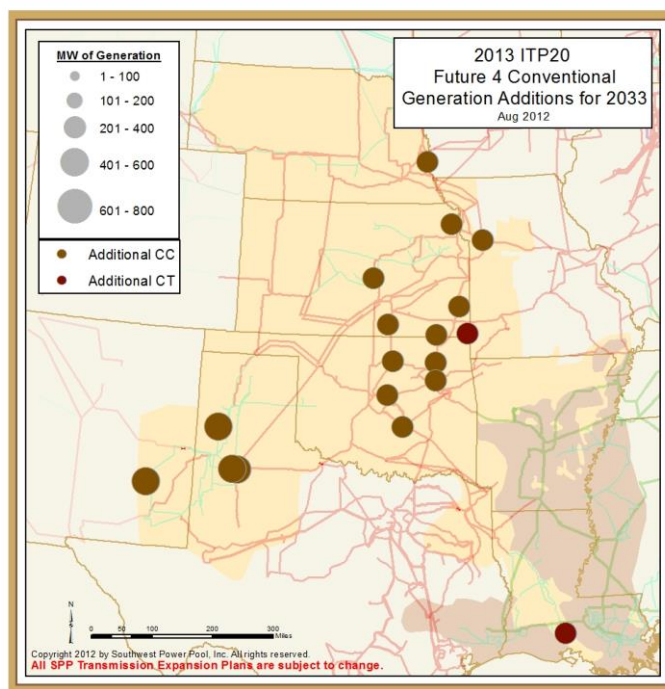 2013 ITP20
Future 4 Conventional
Generation Additions for 2033
Aug 2012
MW of Generation
1 - 100
101 - 200
201 - 400
401 - 600
601 - 800
Additional CC
Additional CT
N
0 50 100 200 300
Miles
Copyright 2012 by Southwest Power Pool, Inc. All rights reserved.
All SPP Transmission Expansion Plans are subject to change.